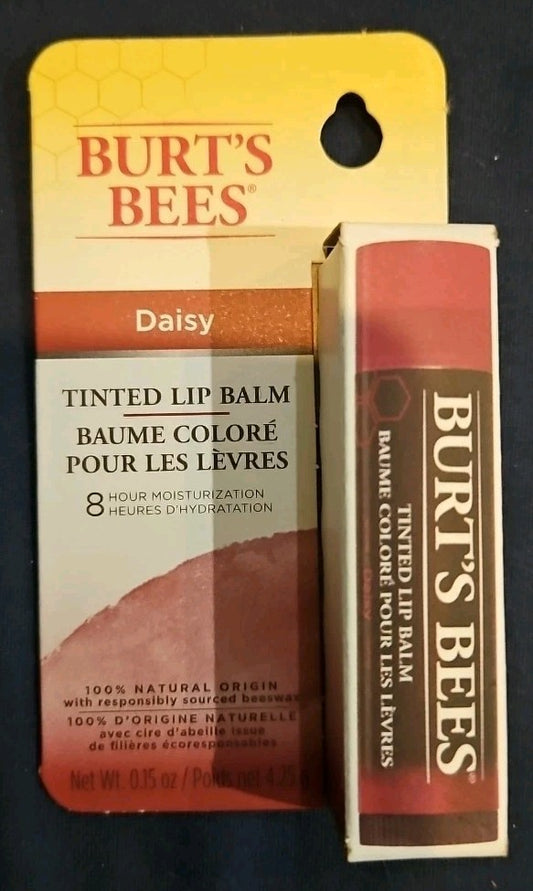 BURT'S
BEES®
Daisy
TINTED LIP BALM
BAUME COLORÉ
POUR LES LÈVRES
8 HOUR MOISTURIZATION
HEURES D'HYDRATATION
100% NATURAL ORIGIN
with responsibly sourced beeswax
100% D'ORIGINE NATURELLE
avec cire d'abeille issue
de filières écoresponsables
Net Wt. 0.15 oz / Poids net 4.25 g
BURT'S BEES®
TINTED LIP BALM
BAUME COLORÉ POUR LES LÈVRES
Daisy